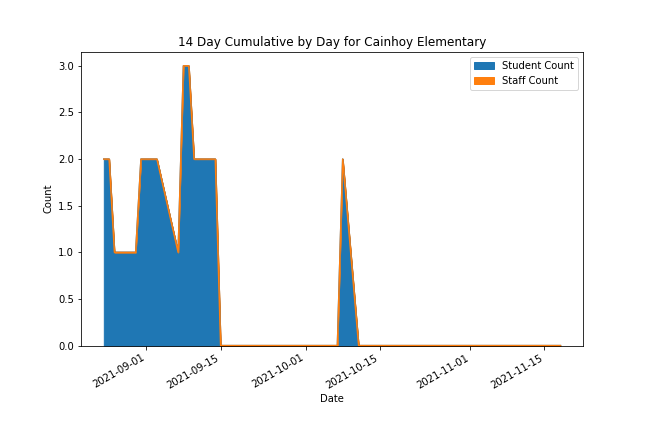 14 Day Cumulative by Day for Cainhoy Elementary
Student Count
Staff Count
3.0
2.5
2.0
1.5
1.0
0.5
0.0
Count
2021-09-01
2021-09-15
2021-10-01
2021-10-15
2021-11-01
2021-11-15
Date